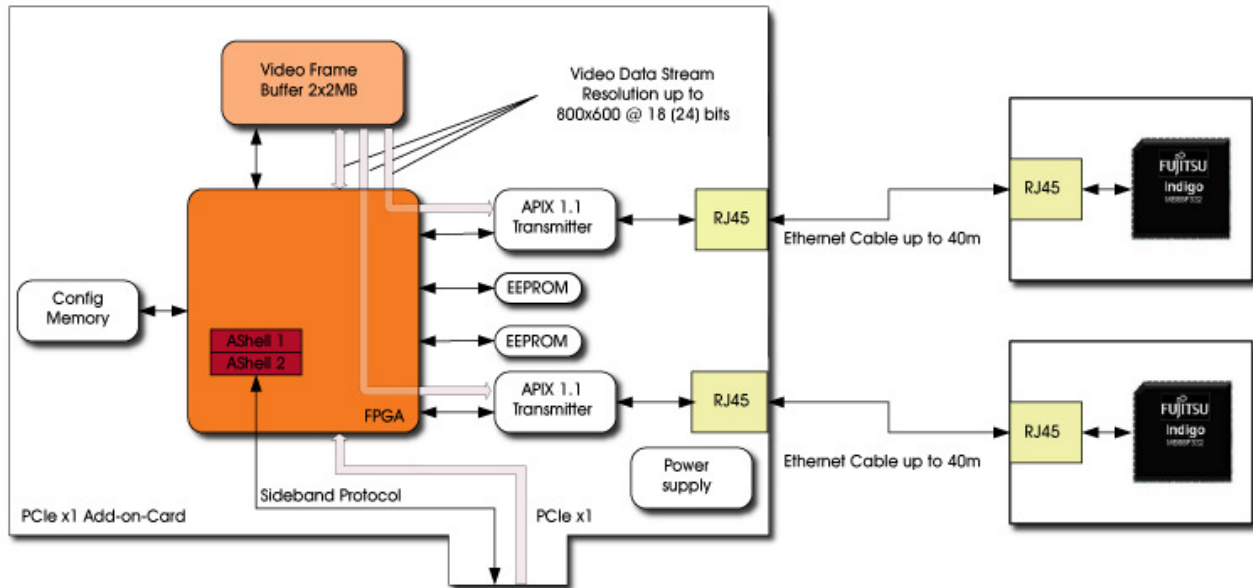 Video Frame
Buffer 2x2MB
Video Data Stream
Resolution up to
800x600 @ 18 (24) bits
APIX 1.1
Transmitter
RJ45
RJ45
FUJITSU
Indigo
MB88F332
Ethernet Cable up to 40m
EEPROM
Config
Memory
AShell 1
AShell 2
EEPROM
APIX 1.1
Transmitter
FPGA
RJ45
RJ45
FUJITSU
Indigo
MB88F332
Ethernet Cable up to 40m
Power
supply
Sideband Protocol
PCIe x1 Add-on-Card
PCIe x1